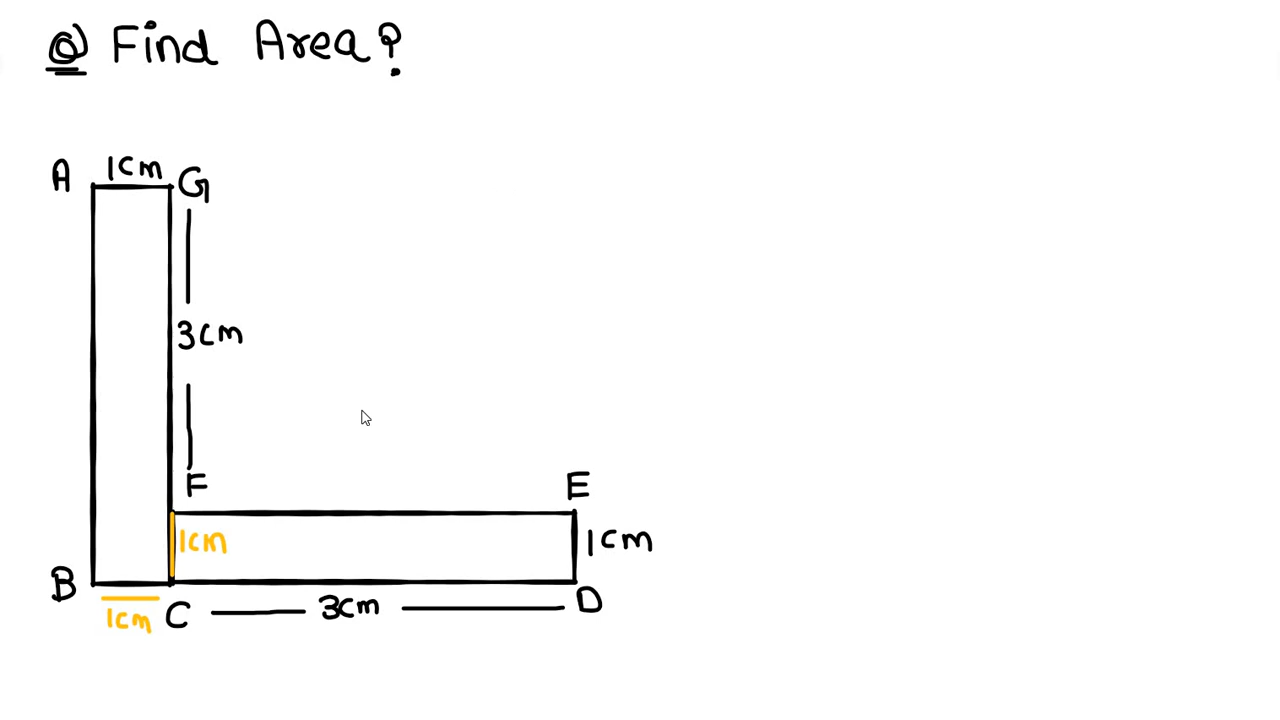 Q) Find Area?
A 1cm G
3cm
F E
1cm 1cm
B 1cm C 3cm D